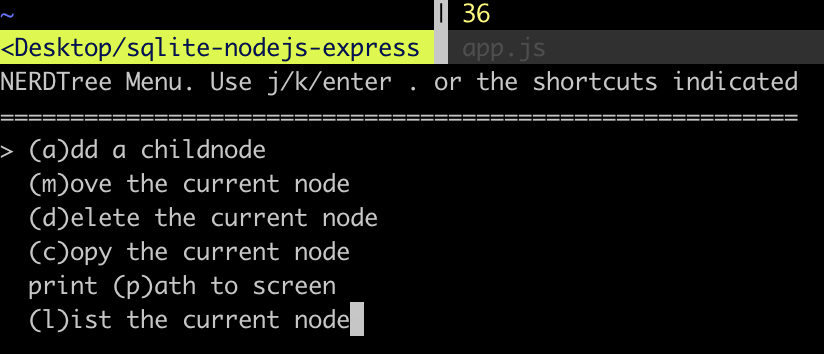 ~
36
<Desktop/sqlite-nodejs-express
app.js
NERDTree Menu. Use j/k/enter . or the shortcuts indicated
=========================================================
> (a)dd a childnode
(m)ove the current node
(d)elete the current node
(c)opy the current node
print (p)ath to screen
(l)ist the current node